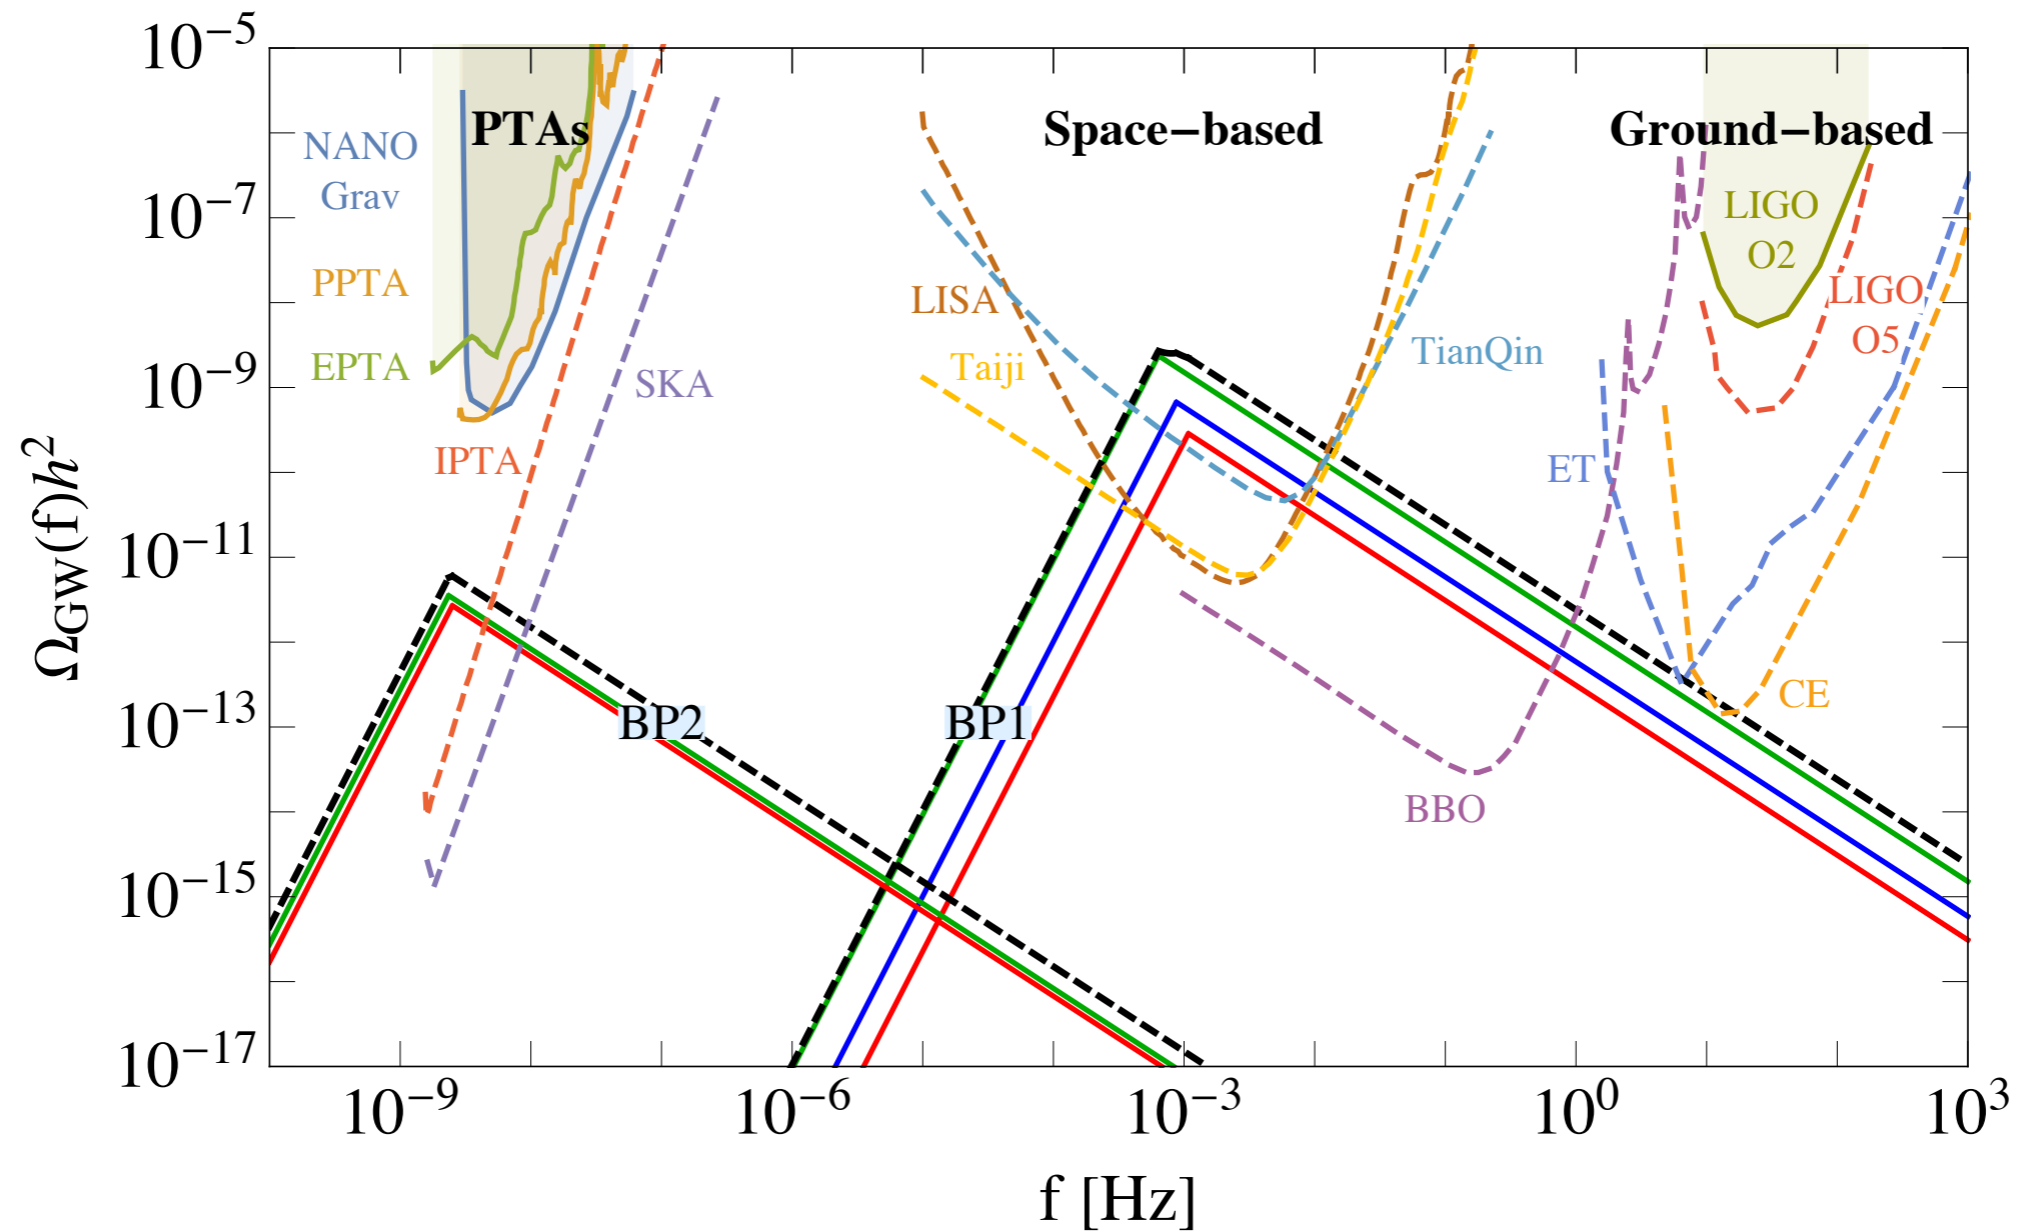 10^−5
10^−7
10^−9
10^−11
10^−13
10^−15
10^−17
Ω_GW(f)h^2
PTAs
Space−based
Ground−based
NANO
Grav
PPTA
EPTA
IPTA
SKA
LISA
Taiji
TianQin
LIGO
O2
LIGO
O5
ET
CE
BBO
BP2
BP1
10^−9
10^−6
10^−3
10^0
10^3
f [Hz]